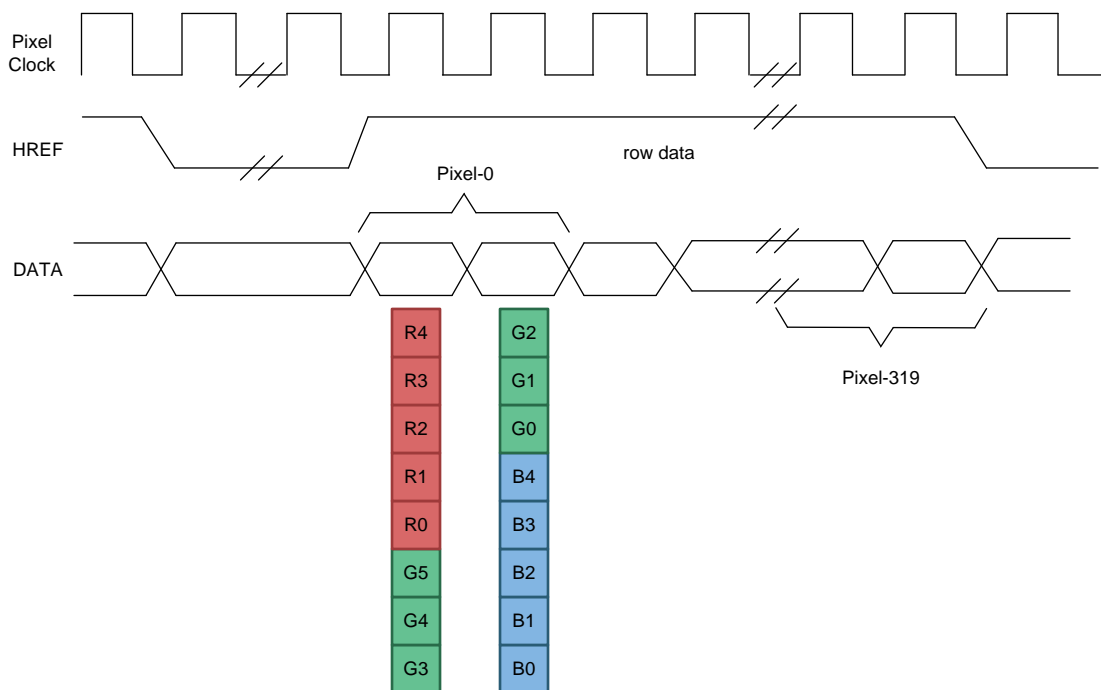 Pixel
Clock
HREF
row data
Pixel-0
DATA
R4 G2
R3 G1
Pixel-319
R2 G0
R1 B4
R0 B3
G5 B2
G4 B1
G3 B0